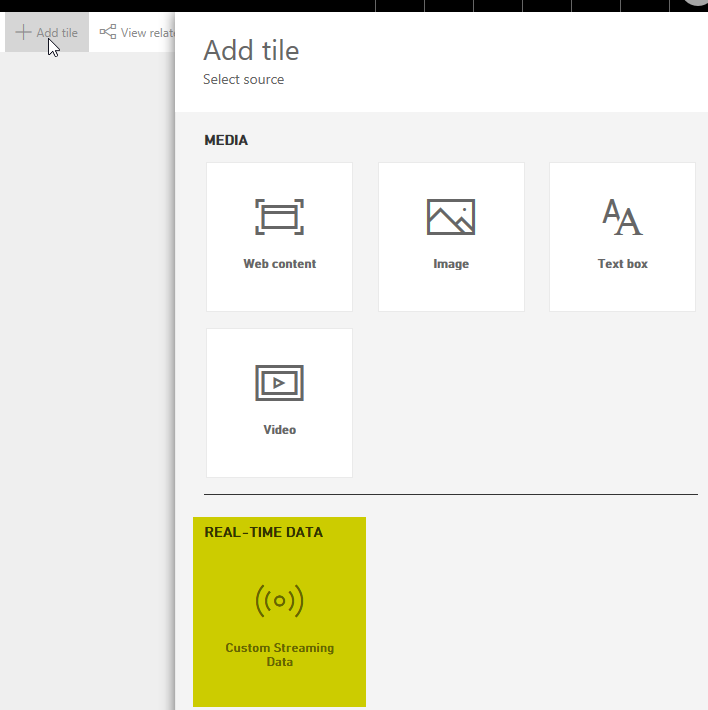 Add tile
View relat
Add tile
Select source
MEDIA
Web content
Image
Text box
Video
REAL-TIME DATA
Custom Streaming
Data